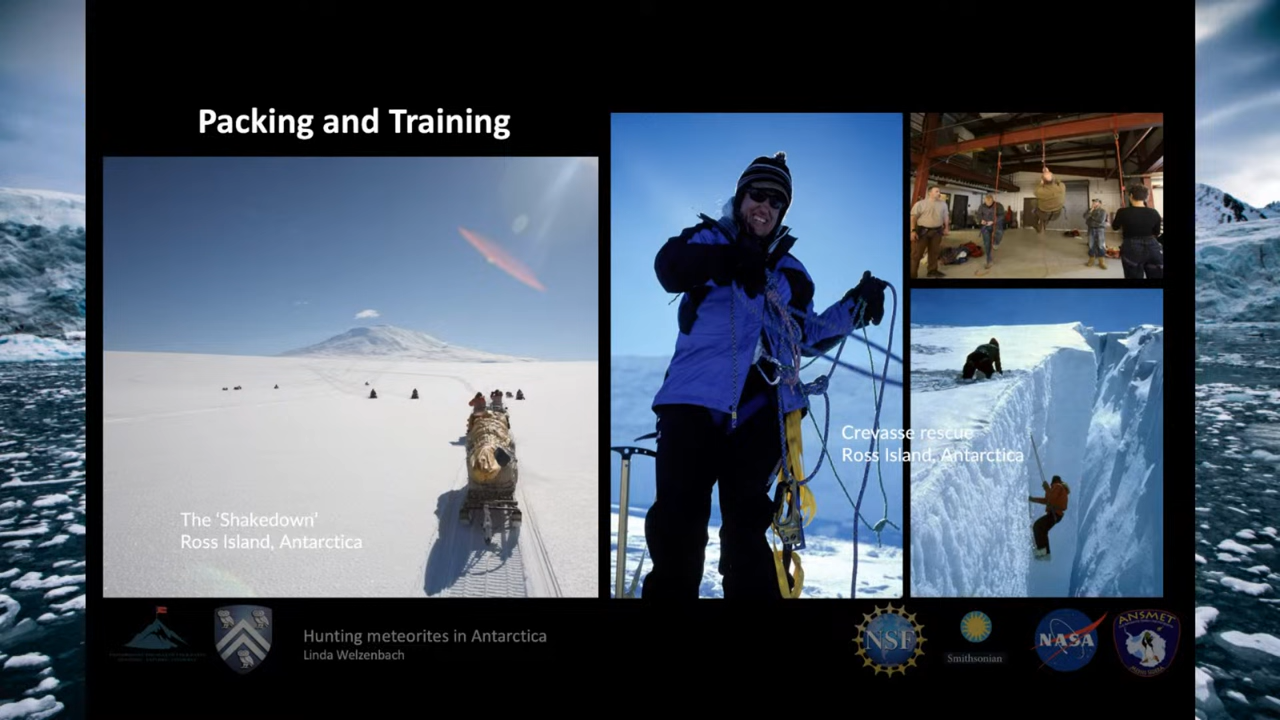 Packing and Training
The 'Shakedown'
Ross Island, Antarctica
Crevasse rescue
Ross Island, Antarctica
Hunting meteorites in Antarctica
Linda Welzenbach
NSF
Smithsonian
NASA
ANSMET